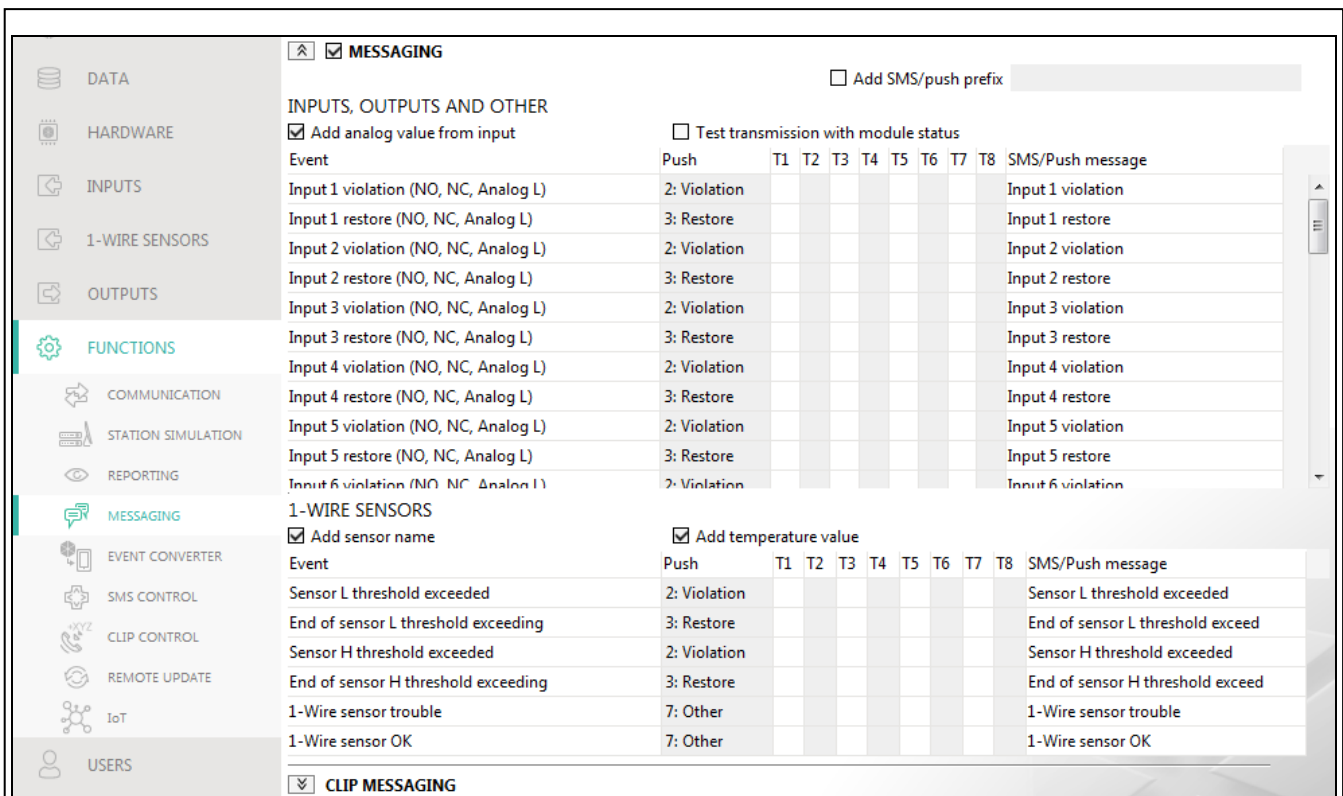 MESSAGING
DATA
Add SMS/push prefix
INPUTS, OUTPUTS AND OTHER
HARDWARE
Add analog value from input Test transmission with module status
Event Push T1 T2 T3 T4 T5 T6 T7 T8 SMS/Push message
INPUTS
Input 1 violation (NO, NC, Analog L) 2: Violation Input 1 violation
Input 1 restore (NO, NC, Analog L) 3: Restore Input 1 restore
1-WIRE SENSORS
Input 2 violation (NO, NC, Analog L) 2: Violation Input 2 violation
Input 2 restore (NO, NC, Analog L) 3: Restore Input 2 restore
OUTPUTS
Input 3 violation (NO, NC, Analog L) 2: Violation Input 3 violation
Input 3 restore (NO, NC, Analog L) 3: Restore Input 3 restore
FUNCTIONS
Input 4 violation (NO, NC, Analog L) 2: Violation Input 4 violation
Input 4 restore (NO, NC, Analog L) 3: Restore Input 4 restore
COMMUNICATION
Input 5 violation (NO, NC, Analog L) 2: Violation Input 5 violation
STATION SIMULATION
Input 5 restore (NO, NC, Analog L) 3: Restore Input 5 restore
REPORTING
Input 6 violation (NO, NC, Analog L) 2: Violation Input 6 violation
1-WIRE SENSORS
MESSAGING
Add sensor name Add temperature value
EVENT CONVERTER
Event Push T1 T2 T3 T4 T5 T6 T7 T8 SMS/Push message
Sensor L threshold exceeded 2: Violation Sensor L threshold exceeded
SMS CONTROL
End of sensor L threshold exceeding 3: Restore End of sensor L threshold exceed
+XYZ
CLIP CONTROL
Sensor H threshold exceeded 2: Violation Sensor H threshold exceeded
REMOTE UPDATE
End of sensor H threshold exceeding 3: Restore End of sensor H threshold exceed
IoT
1-Wire sensor trouble 7: Other 1-Wire sensor trouble
1-Wire sensor OK 7: Other 1-Wire sensor OK
USERS
CLIP MESSAGING